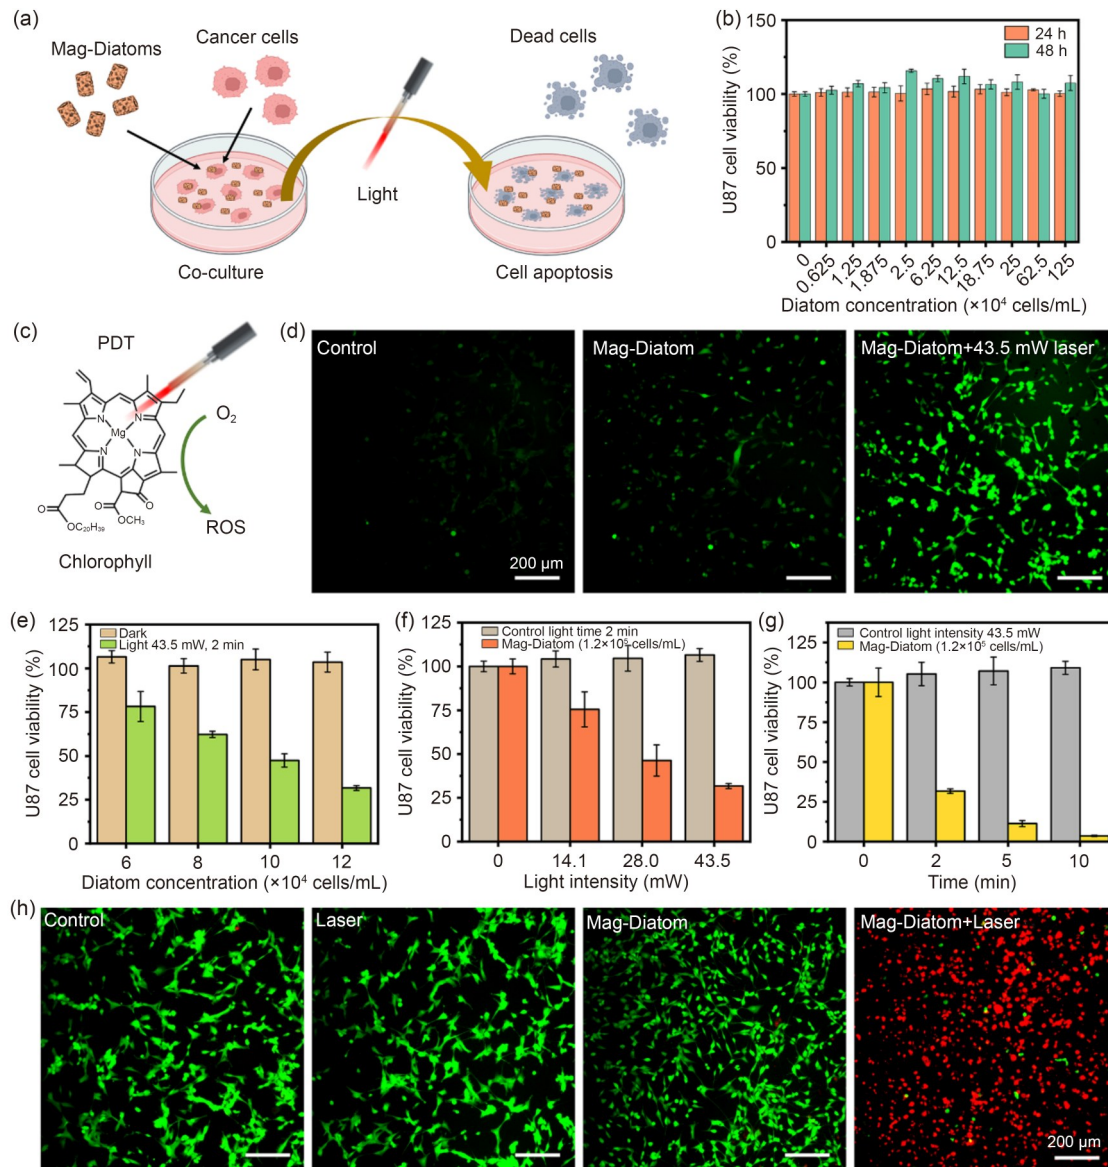 (a)
Mag-Diatoms
Cancer cells
Dead cells
Light
Co-culture
Cell apoptosis
(b)
150
100
50
0
U87 cell viability (%)
24 h
48 h
0
0.625
1.25
1.875
2.5
6.25
12.5
18.75
25
62.5
125
Diatom concentration (×10⁴ cells/mL)
(c)
PDT
N
N
Mg
N
N
O
O
OC₂₀H₃₉
OCH₃
O
O
O₂
ROS
Chlorophyll
(d)
Control
200 μm
Mag-Diatom
Mag-Diatom+43.5 mW laser
(e)
125
100
75
50
25
0
U87 cell viability (%)
Dark
Light 43.5 mW, 2 min
6
8
10
12
Diatom concentration (×10⁴ cells/mL)
(f)
125
100
75
50
25
0
U87 cell viability (%)
Control light time 2 min
Mag-Diatom (1.2×10⁵ cells/mL)
0
14.1
28.0
43.5
Light intensity (mW)
(g)
125
100
75
50
25
0
U87 cell viability (%)
Control light intensity 43.5 mW
Mag-Diatom (1.2×10⁵ cells/mL)
0
2
5
10
Time (min)
(h)
Control
Laser
Mag-Diatom
Mag-Diatom+Laser
200 μm